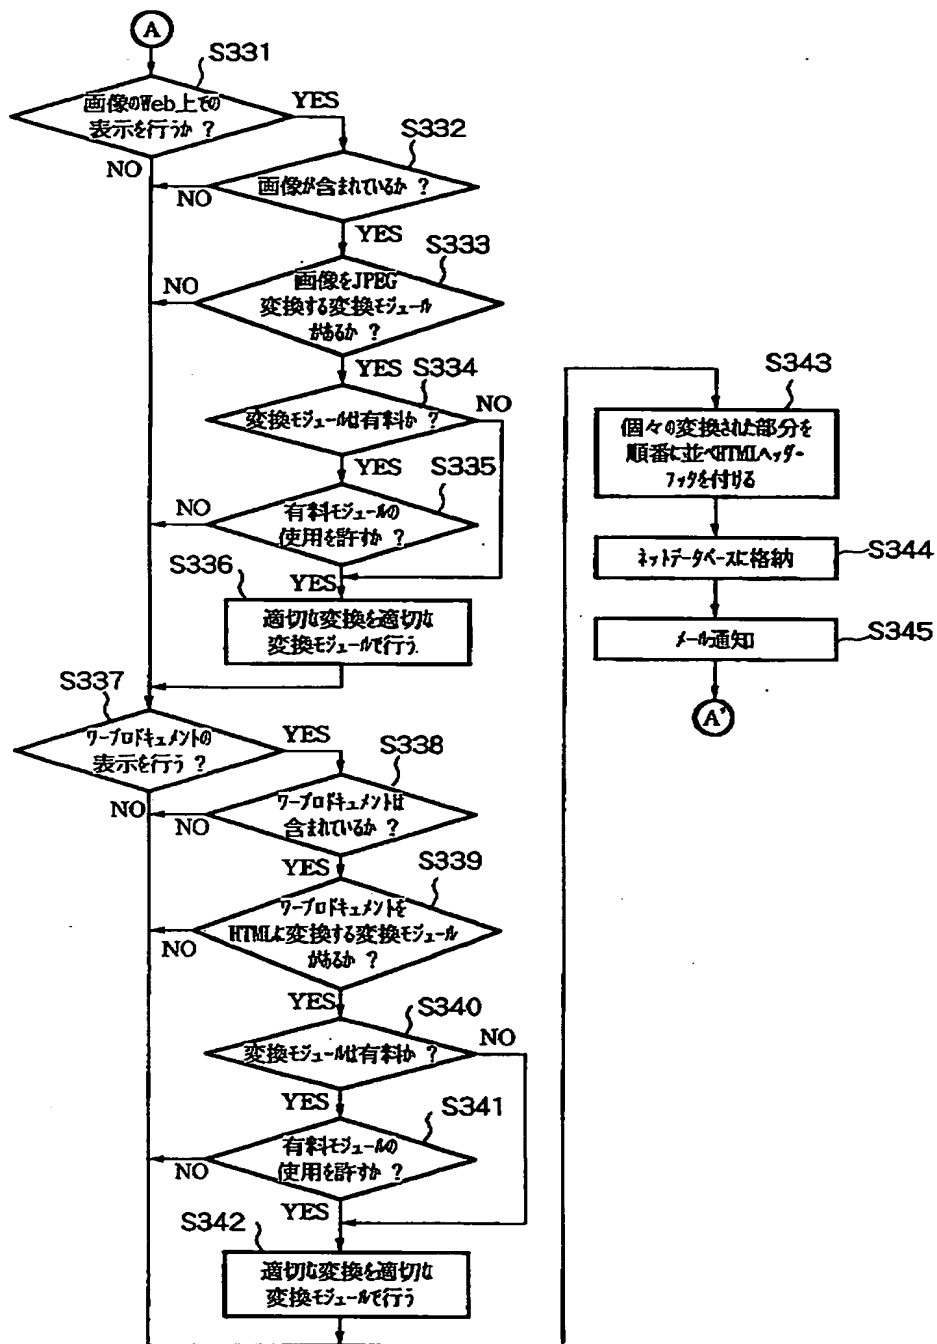 A
S331
画像のWeb上での
表示を行うか ?
YES
NO
S332
画像が含まれているか ?
NO
YES
S333
画像をJPEG
変換する変換モジュール
があるか ?
NO
YES
S334
変換モジュールは有料か ?
NO
YES
S335
有料モジュールの
使用を許すか ?
NO
YES
S336
適切な変換を適切な
変換モジュールで行う.
S337
ワープロドキュメントの
表示を行う ?
YES
NO
S338
ワープロドキュメントは
含まれているか ?
NO
YES
S339
ワープロドキュメントを
HTMLに変換する変換モジュール
があるか ?
NO
YES
S340
変換モジュールは有料か ?
NO
YES
S341
有料モジュールの
使用を許すか ?
NO
YES
S342
適切な変換を適切な
変換モジュールで行う
S343
個々の変換された部分を
順番に並べHTMLヘッダー
フッタを付ける
S344
ネットデータベースに格納
S345
メール通知
A'